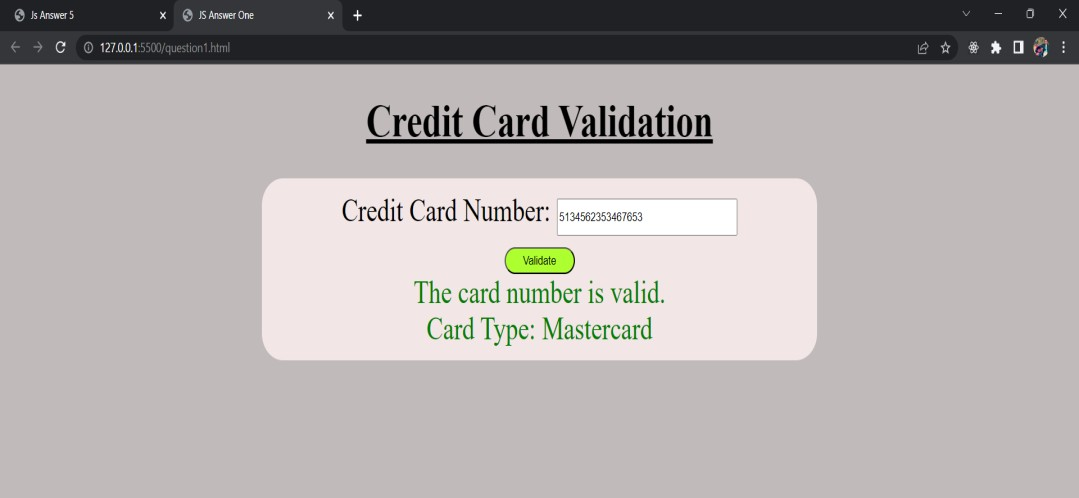 Js Answer 5
JS Answer One
127.0.0.1:5500/question1.html
Credit Card Validation
Credit Card Number: 5134562353467653
Validate
The card number is valid.
Card Type: Mastercard